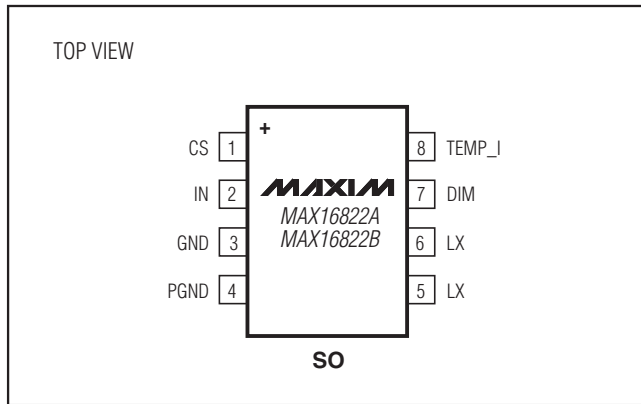 TOP VIEW
+
CS 1
8 TEMP_I
IN 2
MAXIM
7 DIM
MAX16822A
GND 3
MAX16822B
6 LX
PGND 4
5 LX
SO